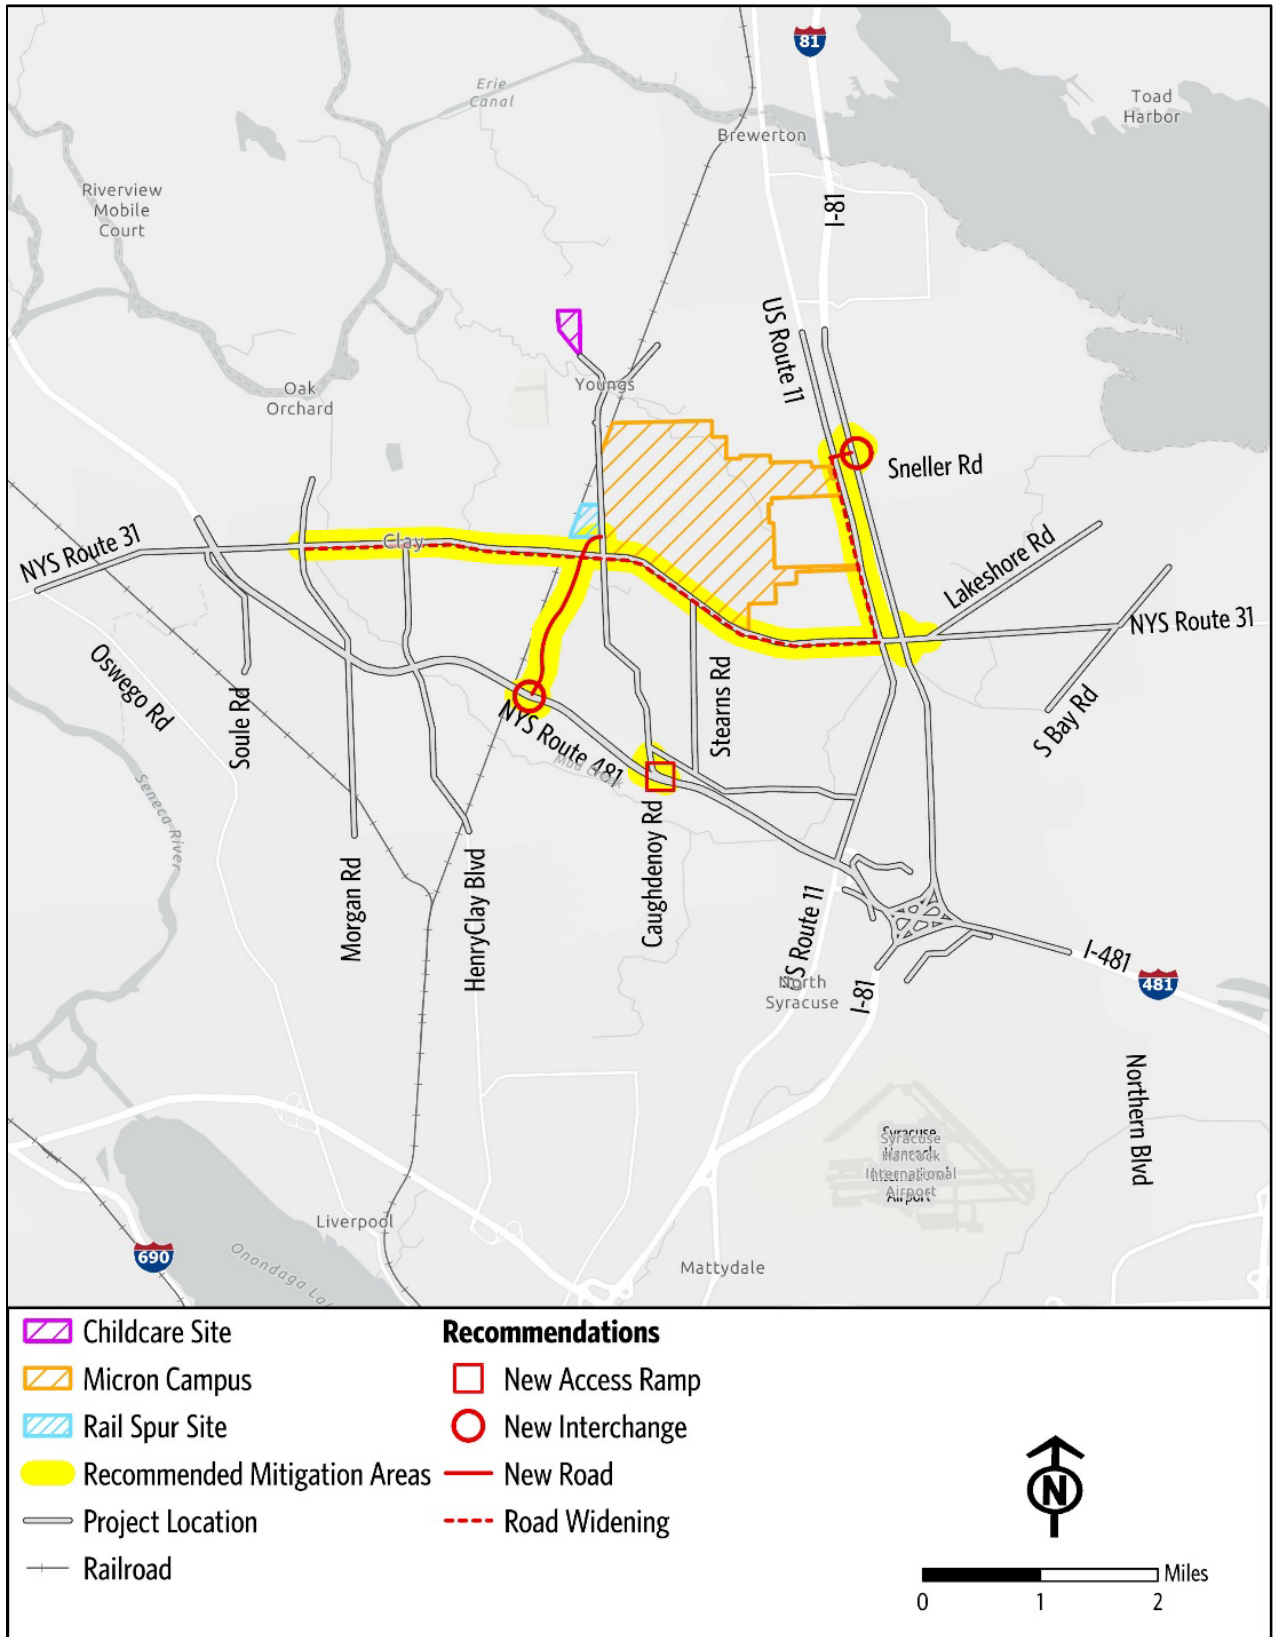 81
Toad
Harbor
Erie
Canal
Brewerton
Riverview
Mobile
Court
I-81
US Route 11
Youngs
Oak
Orchard
Sneller Rd
NYS Route 31
Clay
Lakeshore Rd
NYS Route 31
Oswego Rd
Soule Rd
Stearns Rd
S Bay Rd
NYS Route 481
Seneca River
Morgan Rd
HenryClay Blvd
Caughdenoy Rd
US Route 11
I-81
I-481
481
North
Syracuse
Northern Blvd
Syracuse
Hancock
International
Airport
Liverpool
690
Mattydale
Childcare Site
Micron Campus
Rail Spur Site
Recommended Mitigation Areas
Project Location
Railroad
Recommendations
New Access Ramp
New Interchange
New Road
Road Widening
N
Miles
0 1 2